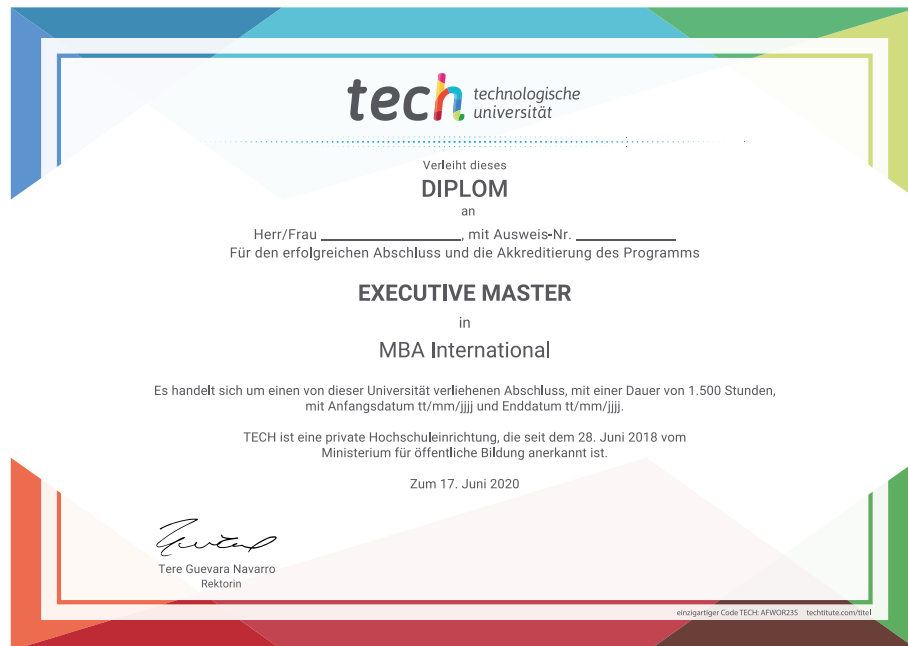 tech technologische
universität
Verleiht dieses
DIPLOM
an
Herr/Frau ____________________, mit Ausweis-Nr. ______________
Für den erfolgreichen Abschluss und die Akkreditierung des Programms
EXECUTIVE MASTER
in
MBA International
Es handelt sich um einen von dieser Universität verliehenen Abschluss, mit einer Dauer von 1.500 Stunden,
mit Anfangsdatum tt/mm/jjjj und Enddatum tt/mm/jjjj.
TECH ist eine private Hochschuleinrichtung, die seit dem 28. Juni 2018 vom
Ministerium für öffentliche Bildung anerkannt ist.
Zum 17. Juni 2020
Tere Guevara Navarro
Rektorin
einzigartiger Code TECH: AFWOR23S techtitute.com/titel